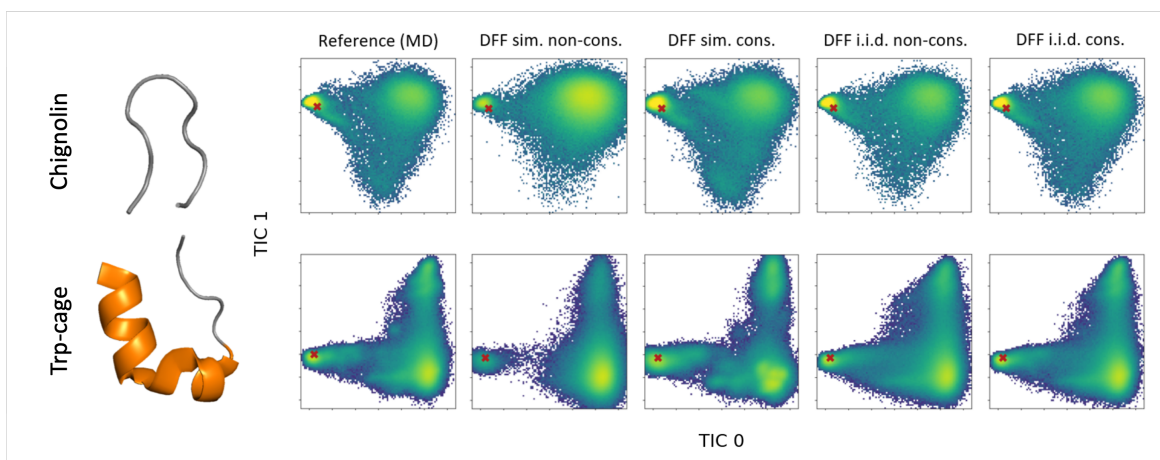 Reference (MD)
DFF sim. non-cons.
DFF sim. cons.
DFF i.i.d. non-cons.
DFF i.i.d. cons.
Chignolin
TIC 1
Trp-cage
TIC 0